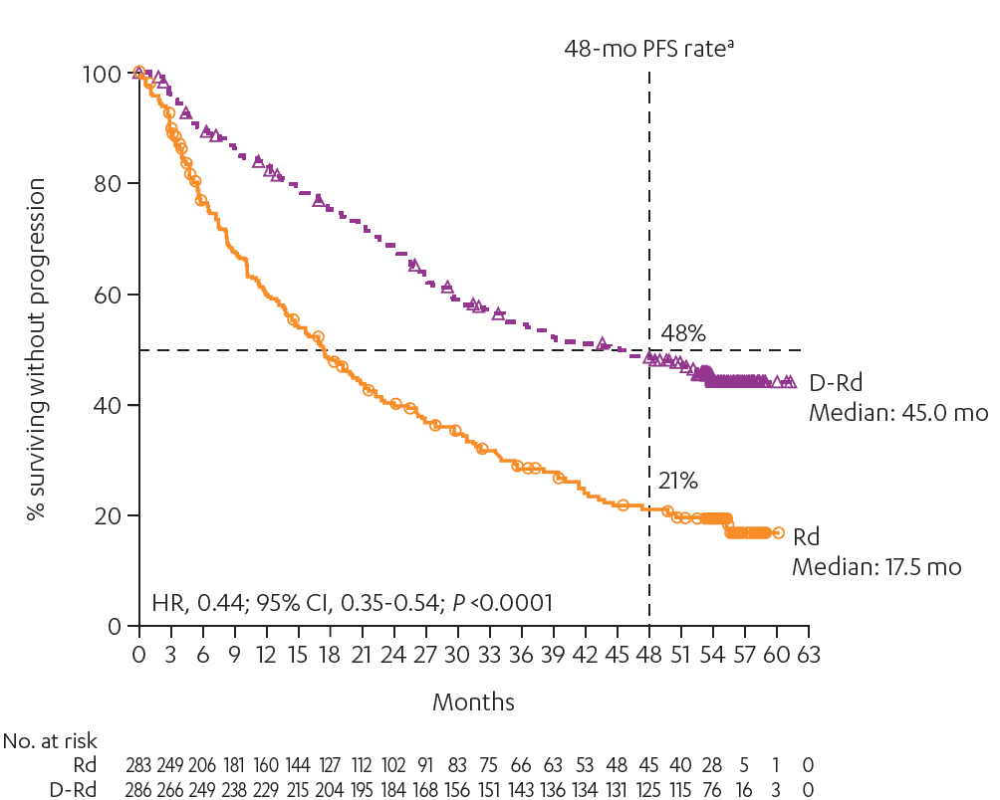 48-mo PFS rateᵃ
100
80
60
40
20
0
% surviving without progression
48%
D-Rd
Median: 45.0 mo
21%
Rd
Median: 17.5 mo
HR, 0.44; 95% CI, 0.35-0.54; P <0.0001
0 3 6 9 12 15 18 21 24 27 30 33 36 39 42 45 48 51 54 57 60 63
Months
No. at risk
Rd 283 249 206 181 160 144 127 112 102 91 83 75 66 63 53 48 45 40 28 5 1 0
D-Rd 286 266 249 238 229 215 204 195 184 168 156 151 143 136 134 131 125 115 76 16 3 0